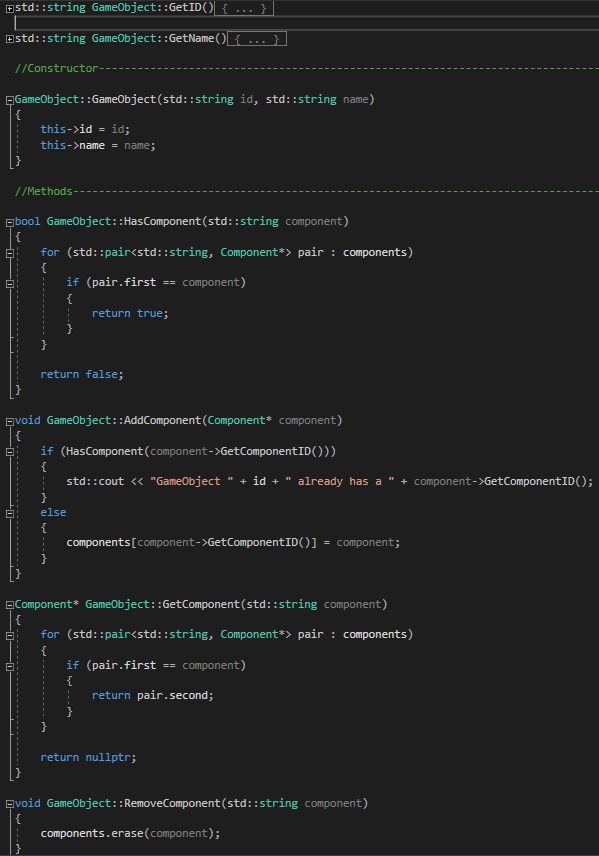 std::string GameObject::GetID(){ ... }
std::string GameObject::GetName(){ ... }
//Constructor------------------------------------------------------------------------------
GameObject::GameObject(std::string id, std::string name)
{
    this->id = id;
    this->name = name;
}
//Methods----------------------------------------------------------------------------------
bool GameObject::HasComponent(std::string component)
{
    for (std::pair<std::string, Component*> pair : components)
    {
        if (pair.first == component)
        {
            return true;
        }
    }
    return false;
}
void GameObject::AddComponent(Component* component)
{
    if (HasComponent(component->GetComponentID()))
    {
        std::cout << "GameObject " + id + " already has a " + component->GetComponentID();
    }
    else
    {
        components[component->GetComponentID()] = component;
    }
}
Component* GameObject::GetComponent(std::string component)
{
    for (std::pair<std::string, Component*> pair : components)
    {
        if (pair.first == component)
        {
            return pair.second;
        }
    }
    return nullptr;
}
void GameObject::RemoveComponent(std::string component)
{
    components.erase(component);
}